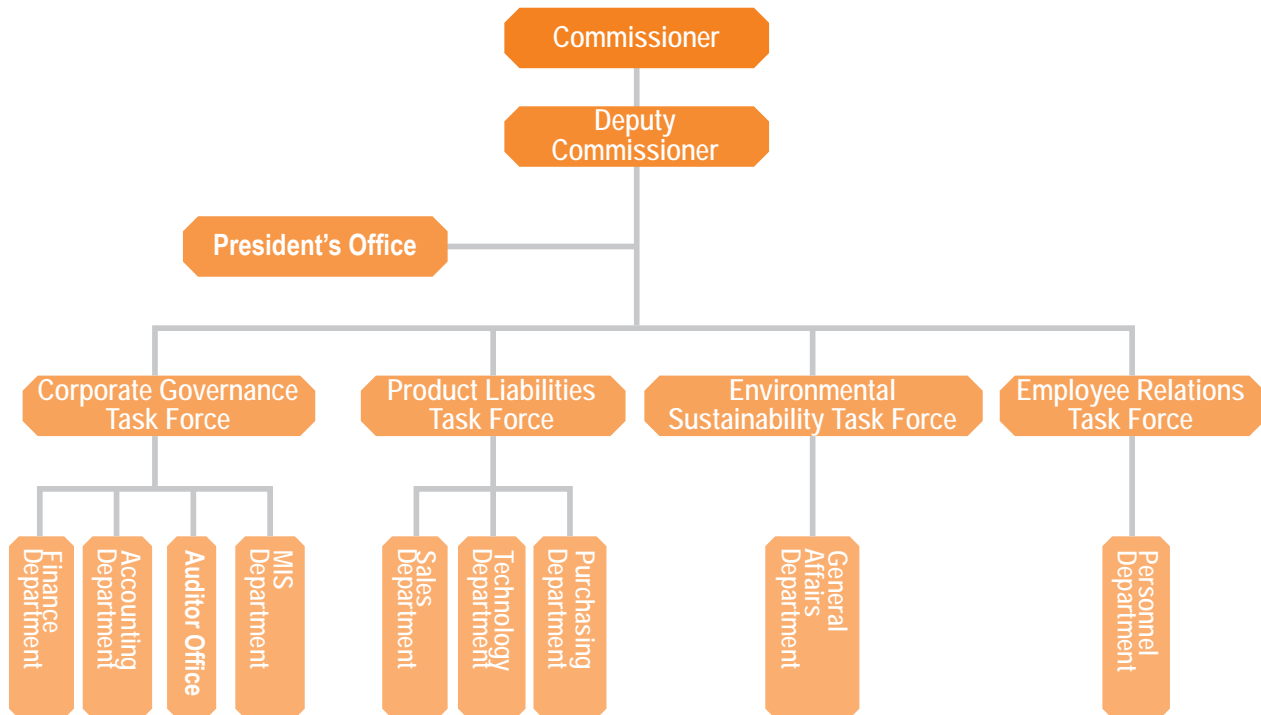 Commissioner
Deputy
Commissioner
President’s Office
Corporate Governance
Task Force
Product Liabilities
Task Force
Environmental
Sustainability Task Force
Employee Relations
Task Force
Finance
Department
Accounting
Department
Auditor Office
MIS
Department
Sales
Department
Technology
Department
Purchasing
Department
General
Affairs
Department
Personnel
Department